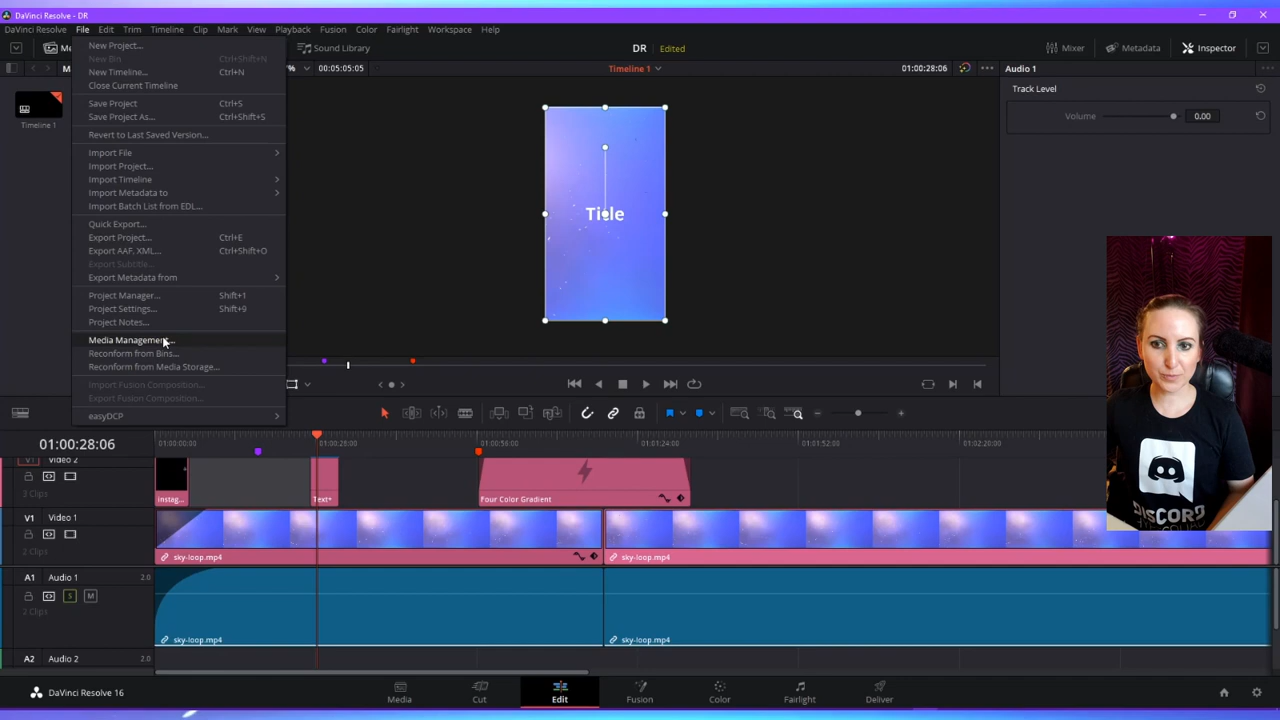 DaVinci Resolve - DR
DaVinci Resolve File Edit Trim Timeline Clip Mark View Playback Fusion Color Fairlight Workspace Help
Sound Library DR Edited Mixer Metadata Inspector
00:05:05:05 Timeline 1 01:00:28:06 Audio 1
Timeline 1
New Project...
New Bin Ctrl+Shift+N
New Timeline... Ctrl+N
Close Current Timeline
Save Project Ctrl+S
Save Project As... Ctrl+Shift+S
Revert to Last Saved Version...
Import File
Import Project...
Import Timeline
Import Metadata to
Import Batch List from EDL...
Quick Export...
Export Project... Ctrl+E
Export AAF, XML... Ctrl+Shift+O
Export Subtitle...
Export Metadata from
Project Manager... Shift+1
Project Settings... Shift+9
Project Notes...
Media Management...
Reconform from Bins...
Reconform from Media Storage...
Import Fusion Composition...
Export Fusion Composition...
easyDCP
Title
Track Level
Volume 0.00
DISCORD
01:00:28:06
01:00:00:00 01:00:28:00 01:00:56:00 01:01:24:00 01:01:52:00 01:02:20:00
Video 2
3 Clips
instag... Text+ Four Color Gradient
V1 Video 1
2 Clips
sky-loop.mp4 sky-loop.mp4
A1 Audio 1 2.0
S M
2 Clips
sky-loop.mp4 sky-loop.mp4
A2 Audio 2 2.0
DaVinci Resolve 16
Media Cut Edit Fusion Color Fairlight Deliver